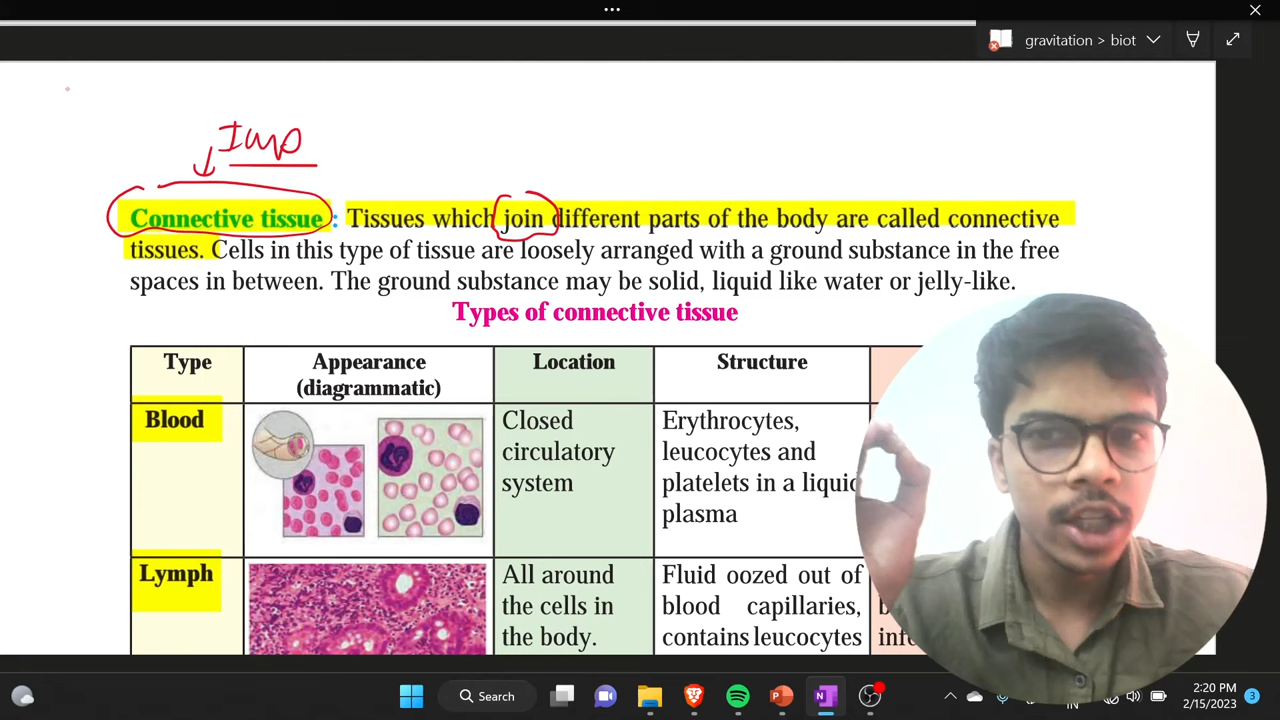 gravitation > biot
Imp
Connective tissue : Tissues which join different parts of the body are called connective
tissues. Cells in this type of tissue are loosely arranged with a ground substance in the free
spaces in between. The ground substance may be solid, liquid like water or jelly-like.
Types of connective tissue
Type
Appearance
(diagrammatic)
Location
Structure
Blood
Closed
circulatory
system
Erythrocytes,
leucocytes and
platelets in a liquid
plasma
Lymph
All around
the cells in
the body.
Fluid oozed out of
blood capillaries,
contains leucocytes
Search
IN
2:20 PM
2/15/2023
3